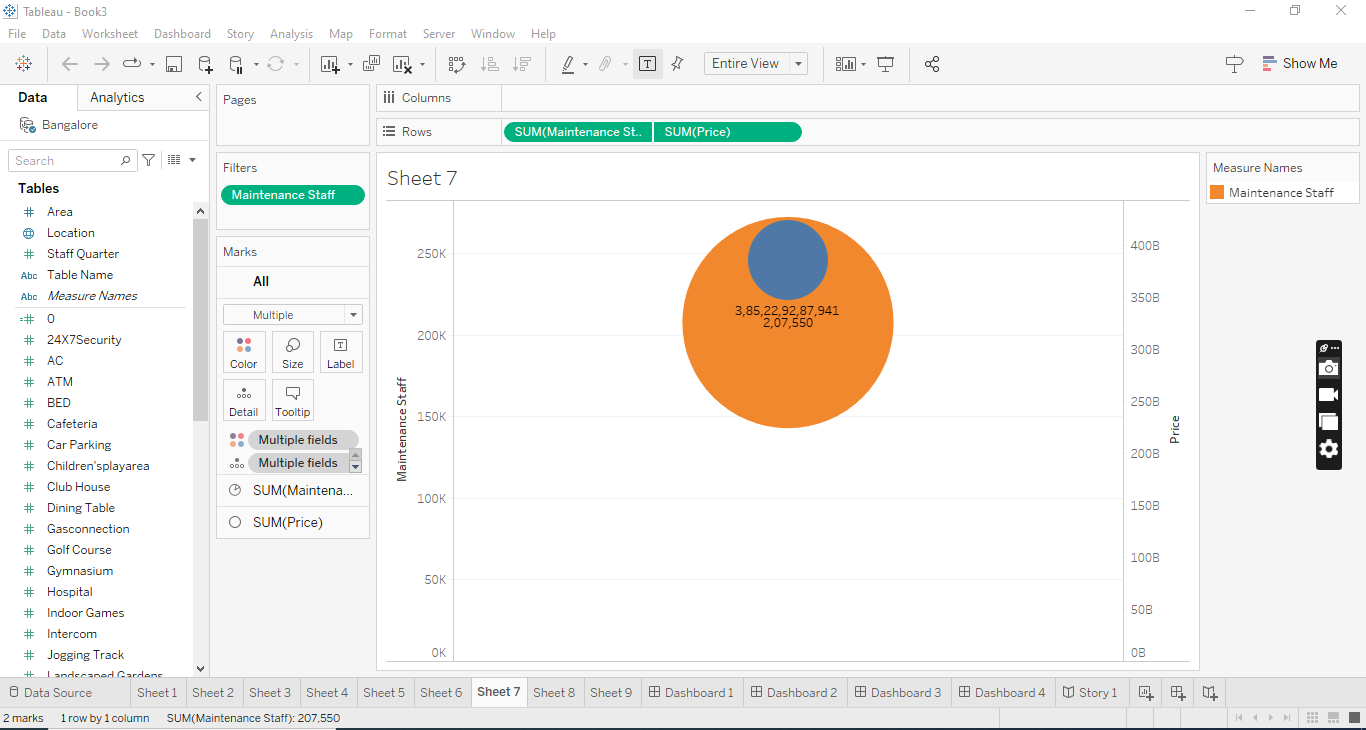 Tableau - Book3
File Data Worksheet Dashboard Story Analysis Map Format Server Window Help
Entire View
Show Me
Data Analytics
Bangalore
Search
Tables
Area
Location
Staff Quarter
Abc Table Name
Abc Measure Names
0
24X7Security
AC
ATM
BED
Cafeteria
Car Parking
Children'splayarea
Club House
Dining Table
Gasconnection
Golf Course
Gymnasium
Hospital
Indoor Games
Intercom
Jogging Track
Landscaped Gardens
Pages
Filters
Maintenance Staff
Marks
All
Multiple
Color Size Label
Detail Tooltip
Multiple fields
Multiple fields
SUM(Maintena...
SUM(Price)
Columns
Rows SUM(Maintenance St.. SUM(Price)
Sheet 7
Maintenance Staff
250K
200K
150K
100K
50K
0K
3,85,22,92,87,941
2,07,550
400B
350B
300B
250B
200B
150B
100B
50B
0B
Price
Measure Names
Maintenance Staff
Data Source Sheet 1 Sheet 2 Sheet 3 Sheet 4 Sheet 5 Sheet 6 Sheet 7 Sheet 8 Sheet 9 Dashboard 1 Dashboard 2 Dashboard 3 Dashboard 4 Story 1
2 marks 1 row by 1 column SUM(Maintenance Staff): 207,550